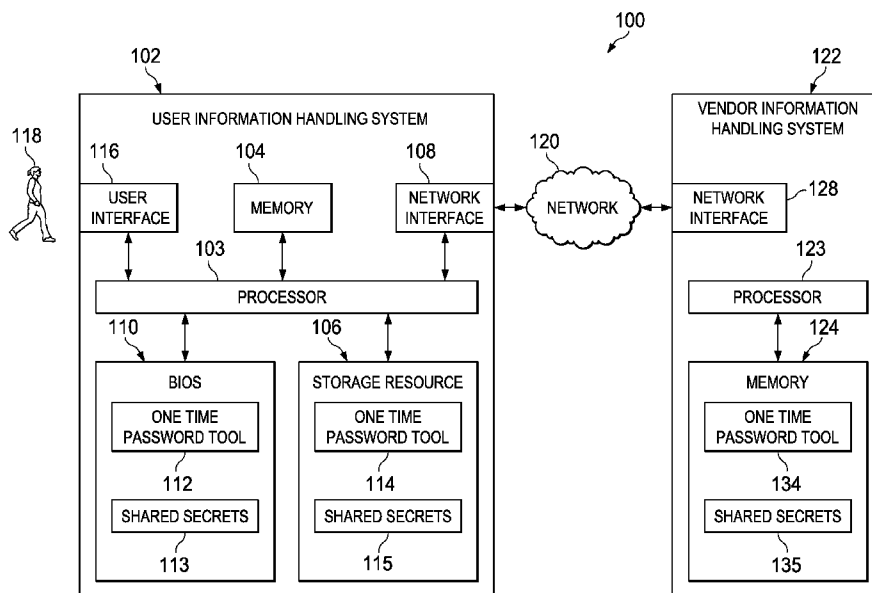 100
102
122
USER INFORMATION HANDLING SYSTEM
VENDOR INFORMATION
HANDLING SYSTEM
118
116
104
108
120
USER
INTERFACE
MEMORY
NETWORK
INTERFACE
NETWORK
NETWORK
INTERFACE
128
103
PROCESSOR
123
PROCESSOR
110
106
124
BIOS
ONE TIME
PASSWORD TOOL
112
SHARED SECRETS
113
STORAGE RESOURCE
ONE TIME
PASSWORD TOOL
114
SHARED SECRETS
115
MEMORY
ONE TIME
PASSWORD TOOL
134
SHARED SECRETS
135